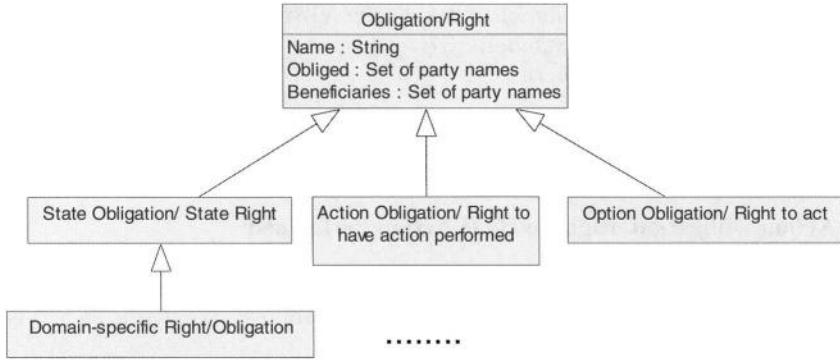 Obligation/Right
Name : String
Obliged : Set of party names
Beneficiaries : Set of party names
State Obligation/ State Right
Action Obligation/ Right to
have action performed
Option Obligation/ Right to act
Domain-specific Right/Obligation
........